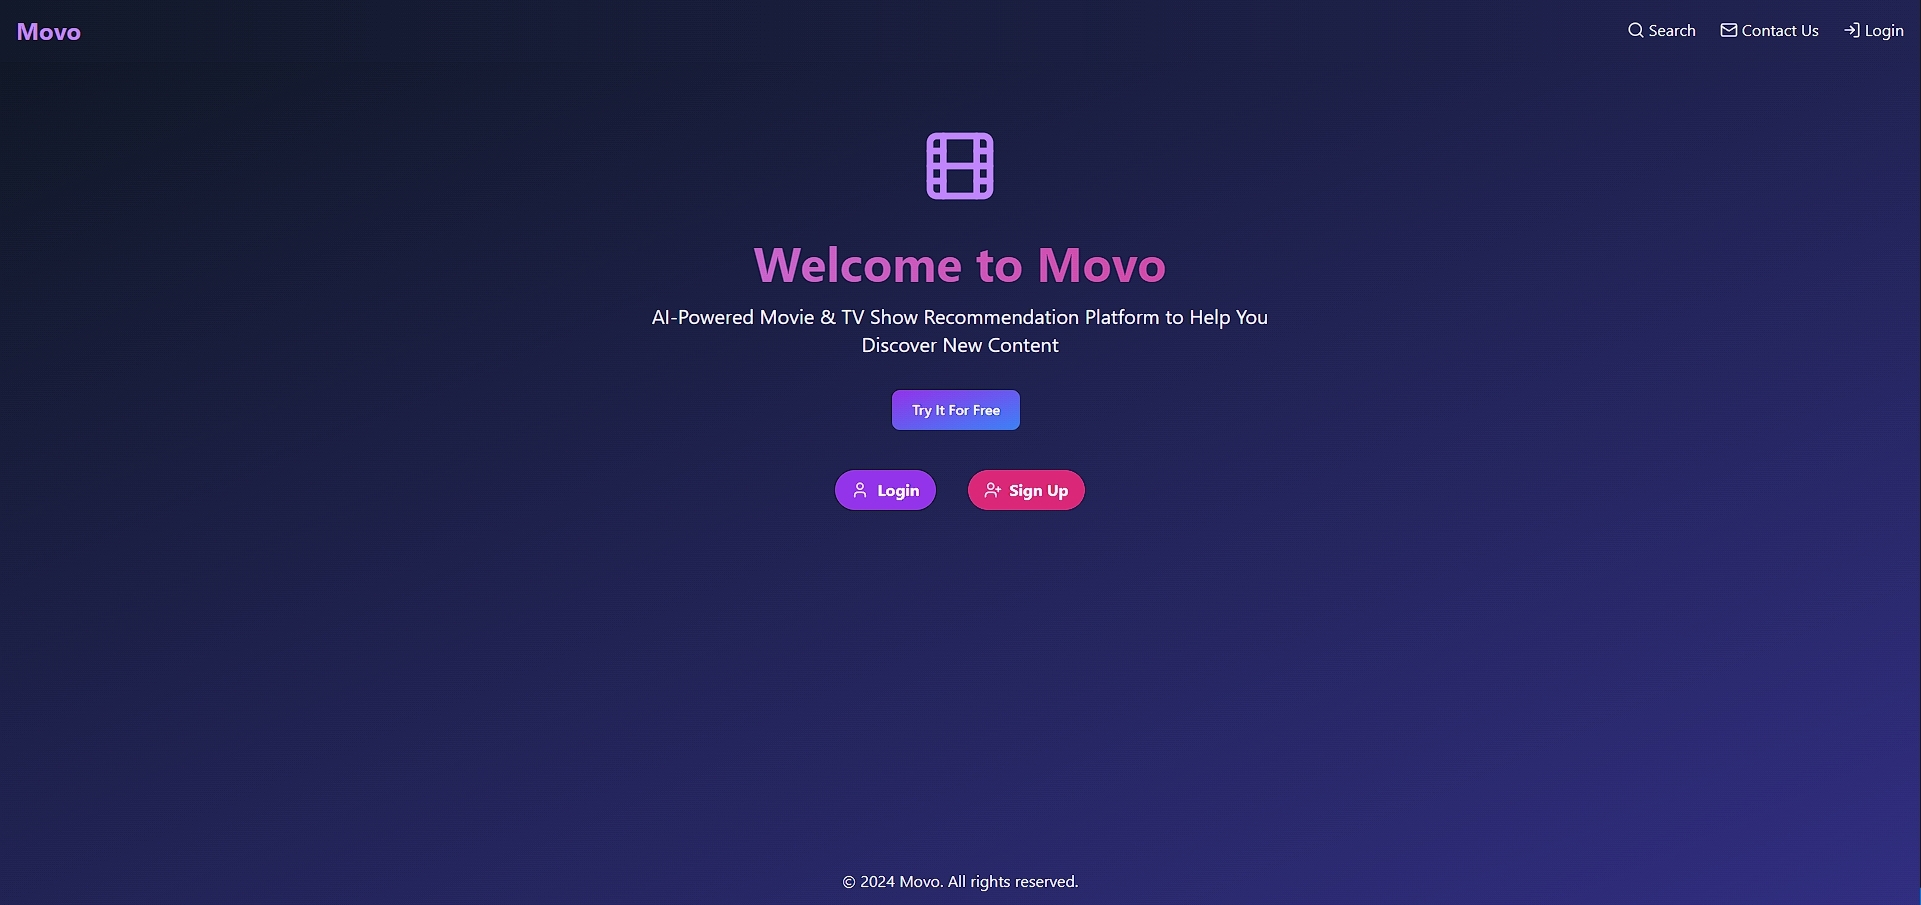 Movo
Search
Contact Us
Login
Welcome to Movo
AI-Powered Movie & TV Show Recommendation Platform to Help You
Discover New Content
Try It For Free
Login
Sign Up
© 2024 Movo. All rights reserved.